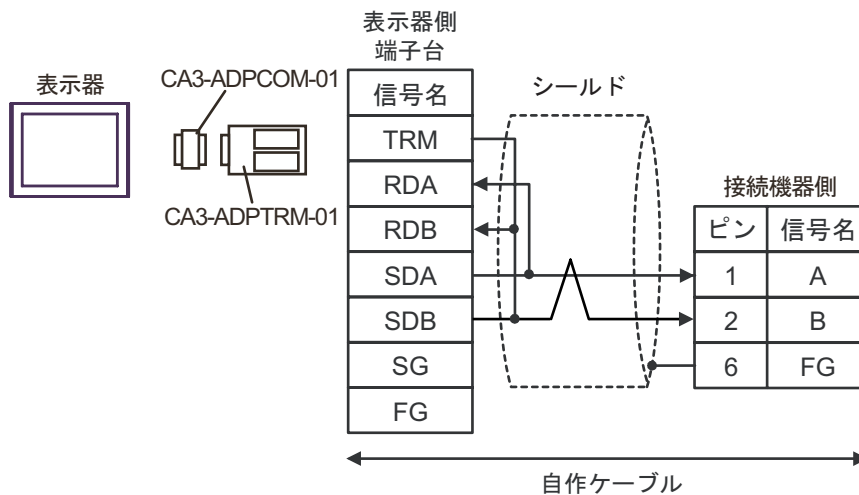 表示器側
端子台
表示器
CA3-ADPCOM-01
CA3-ADPTRM-01
信号名
TRM
RDA
RDB
SDA
SDB
SG
FG
シールド
接続機器側
ピン 信号名
1 A
2 B
6 FG
自作ケーブル